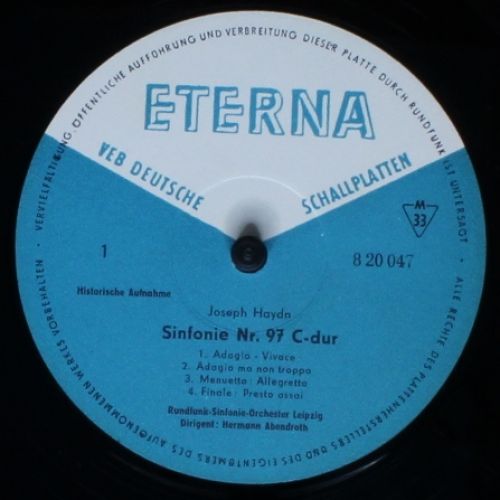 VERVIELFÄLTIGUNG, ÖFFENTLICHE AUFFÜHRUNG UND VERBREITUNG DIESER PLATTE DURCH RUNDFUNK IST UNTERSAGT • ALLE RECHTE DES PLATTENHERSTELLERS UND DES EIGENTÜMERS DES AUFGENOMMENEN WERKES VORBEHALTEN •
ETERNA
VEB DEUTSCHE SCHALLPLATTEN
M
33
1
8 20 047
Historische Aufnahme
Joseph Haydn
Sinfonie Nr. 97 C-dur
1. Adagio - Vivace
2. Adagio ma non troppo
3. Menuetto: Allegretto
4. Finale: Presto assai
Rundfunk-Sinfonie-Orchester Leipzig
Dirigent: Hermann Abendroth